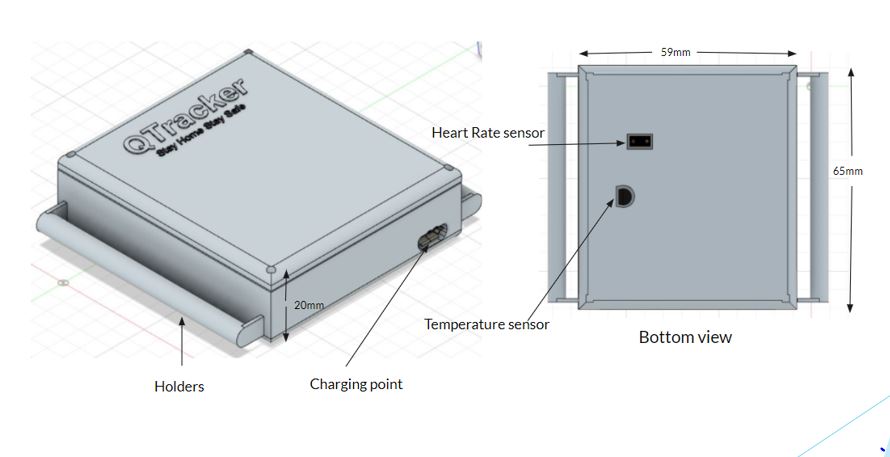 QTracker
Stay Home Stay Safe
20mm
Holders
Charging point
59mm
Heart Rate sensor
65mm
Temperature sensor
Bottom view